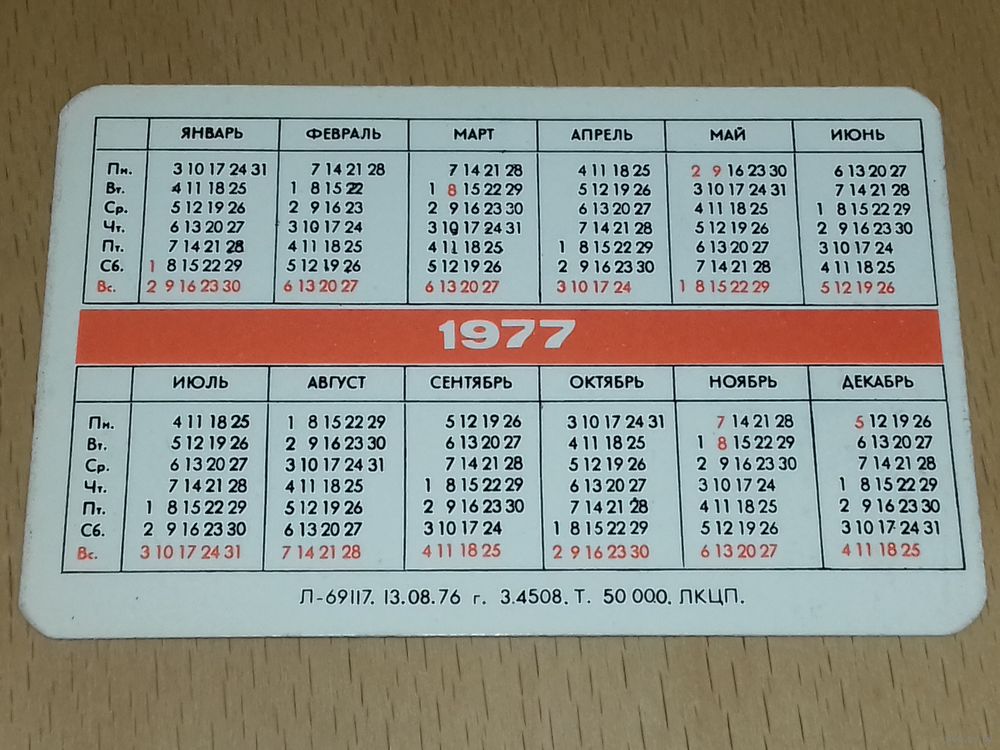 ЯНВАРЬ ФЕВРАЛЬ МАРТ АПРЕЛЬ МАЙ ИЮНЬ
Пн. 3 10 17 24 31 7 14 21 28 7 14 21 28 4 11 18 25 2 9 16 23 30 6 13 20 27
Вт. 4 11 18 25 1 8 15 22 1 8 15 22 29 5 12 19 26 3 10 17 24 31 7 14 21 28
Ср. 5 12 19 26 2 9 16 23 2 9 16 23 30 6 13 20 27 4 11 18 25 1 8 15 22 29
Чт. 6 13 20 27 3 10 17 24 3 10 17 24 31 7 14 21 28 5 12 19 26 2 9 16 23 30
Пт. 7 14 21 28 4 11 18 25 4 11 18 25 1 8 15 22 29 6 13 20 27 3 10 17 24
Сб. 1 8 15 22 29 5 12 19 26 5 12 19 26 2 9 16 23 30 7 14 21 28 4 11 18 25
Вс. 2 9 16 23 30 6 13 20 27 6 13 20 27 3 10 17 24 1 8 15 22 29 5 12 19 26
1977
ИЮЛЬ АВГУСТ СЕНТЯБРЬ ОКТЯБРЬ НОЯБРЬ ДЕКАБРЬ
Пн. 4 11 18 25 1 8 15 22 29 5 12 19 26 3 10 17 24 31 7 14 21 28 5 12 19 26
Вт. 5 12 19 26 2 9 16 23 30 6 13 20 27 4 11 18 25 1 8 15 22 29 6 13 20 27
Ср. 6 13 20 27 3 10 17 24 31 7 14 21 28 5 12 19 26 2 9 16 23 30 7 14 21 28
Чт. 7 14 21 28 4 11 18 25 1 8 15 22 29 6 13 20 27 3 10 17 24 1 8 15 22 29
Пт. 1 8 15 22 29 5 12 19 26 2 9 16 23 30 7 14 21 28 4 11 18 25 2 9 16 23 30
Сб. 2 9 16 23 30 6 13 20 27 3 10 17 24 1 8 15 22 29 5 12 19 26 3 10 17 24 31
Вс. 3 10 17 24 31 7 14 21 28 4 11 18 25 2 9 16 23 30 6 13 20 27 4 11 18 25
Л-69117. 13.08.76 г. З.4508. Т. 50 000. ЛКЦП.